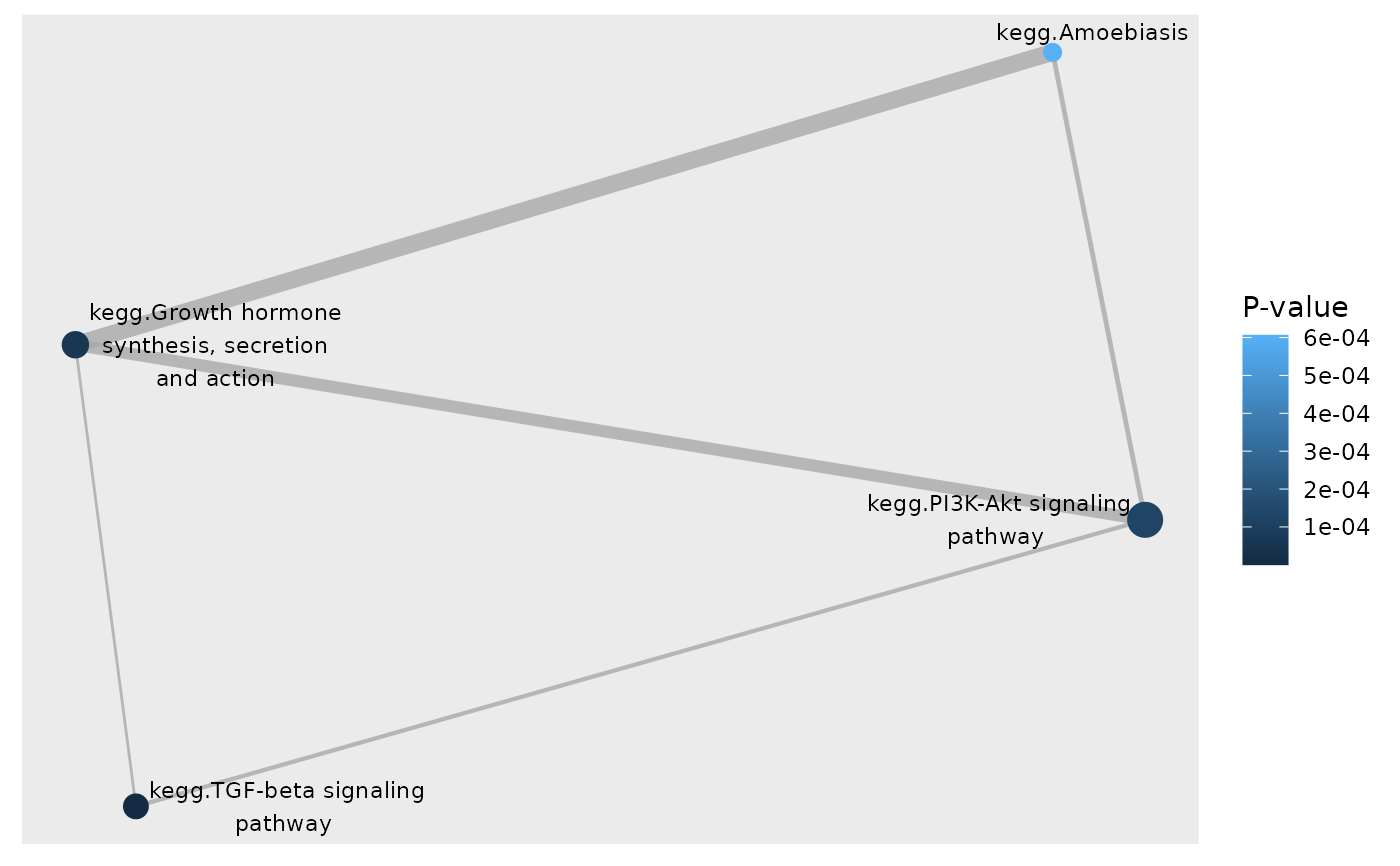 kegg.Amoebiasis
kegg.Growth hormone
synthesis, secretion
and action
kegg.PI3K-Akt signaling
pathway
kegg.TGF-beta signaling
pathway
P-value
6e-04
5e-04
4e-04
3e-04
2e-04
1e-04